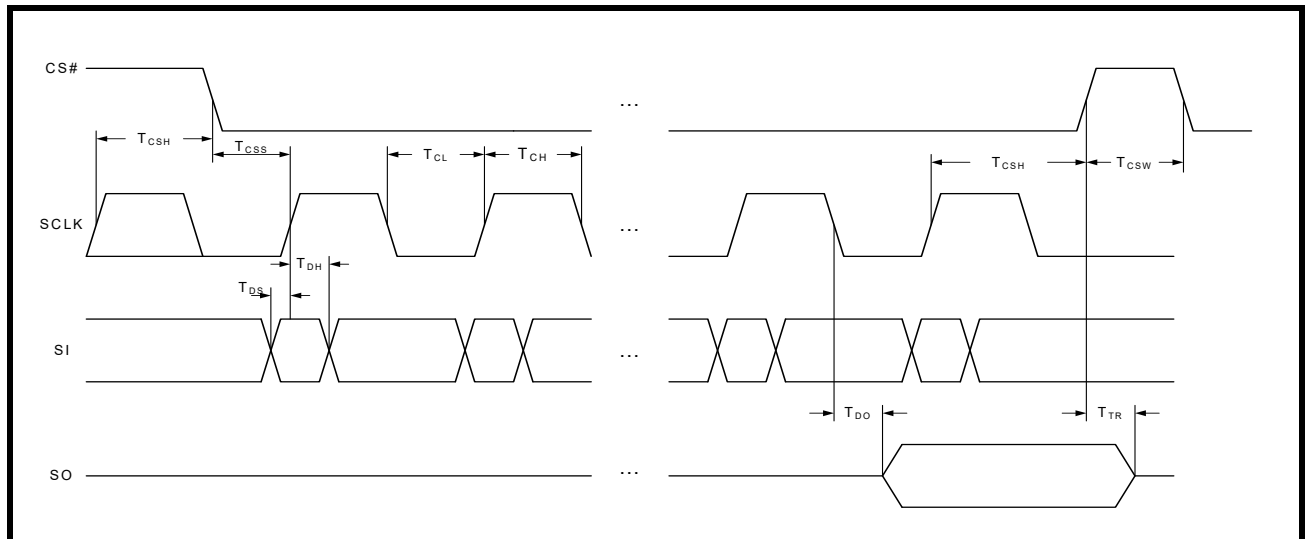 CS#
...
T_CSH
T_CSS
T_CL
T_CH
T_CSH
T_CSW
SCLK
...
T_DH
T_DS
SI
...
T_DO
T_TR
SO
...